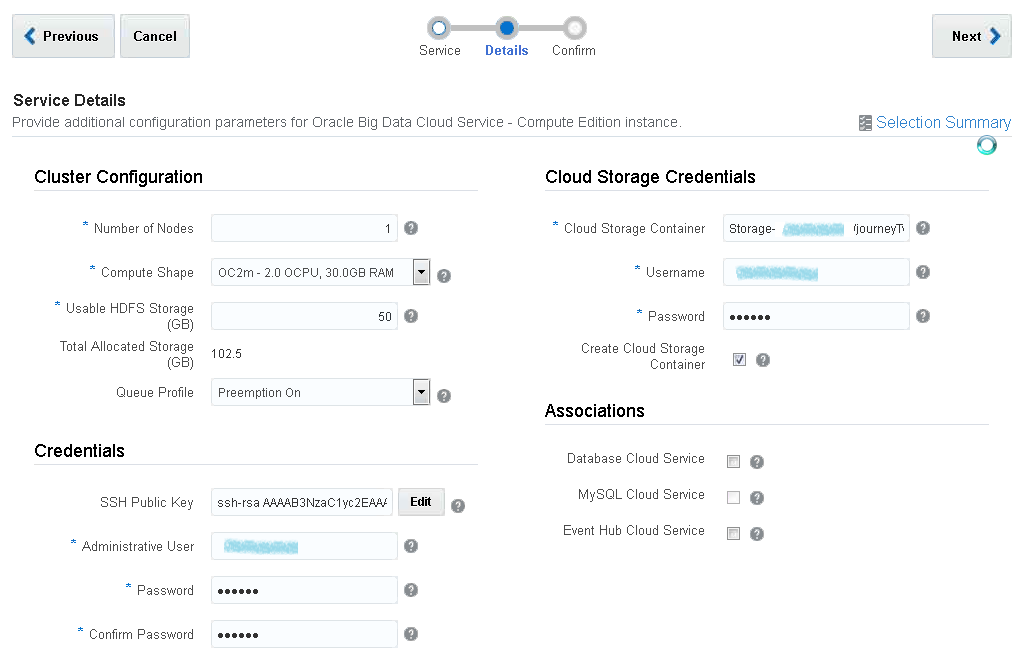 Previous
Cancel
Service
Details
Confirm
Next
Service Details
Provide additional configuration parameters for Oracle Big Data Cloud Service - Compute Edition instance.
Selection Summary
Cluster Configuration
* Number of Nodes 1
* Compute Shape OC2m - 2.0 OCPU, 30.0GB RAM
* Usable HDFS Storage
(GB) 50
Total Allocated Storage
(GB) 102.5
Queue Profile Preemption On
Credentials
SSH Public Key ssh-rsa AAAAB3NzaC1yc2EAA Edit
* Administrative User
* Password ••••••
* Confirm Password ••••••
Cloud Storage Credentials
* Cloud Storage Container Storage- /journeyT
* Username
* Password ••••••
Create Cloud Storage
Container
Associations
Database Cloud Service
MySQL Cloud Service
Event Hub Cloud Service